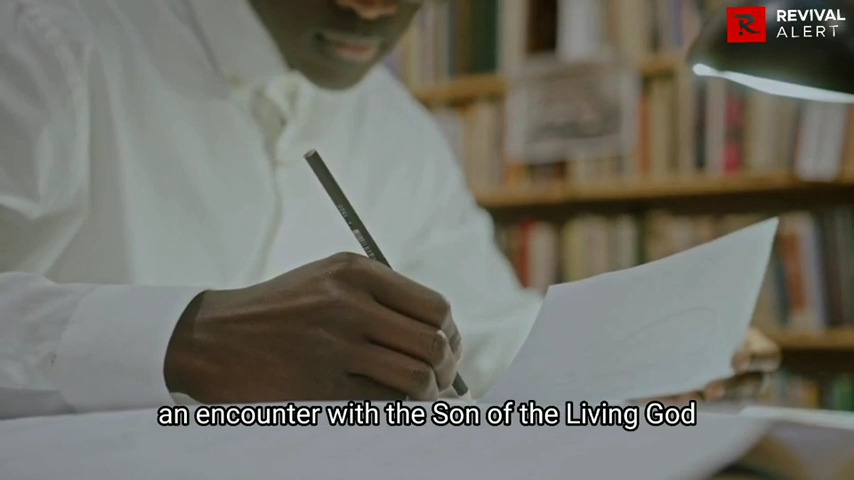 REVIVAL
ALERT
an encounter with the Son of the Living God